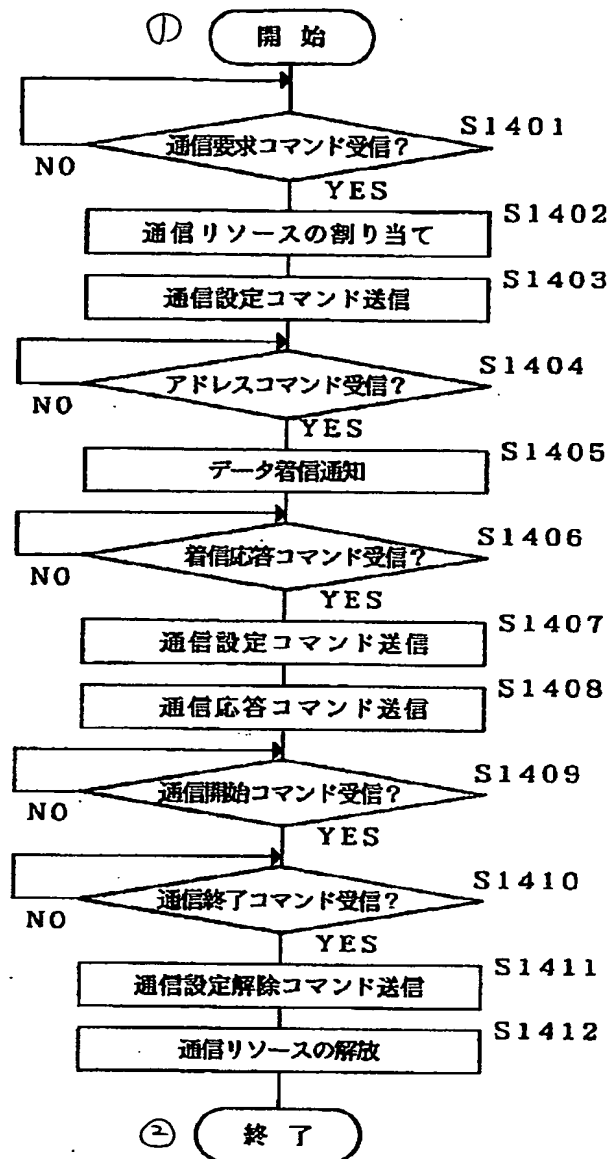 ① 開始
通信要求コマンド受信? S1401
NO
YES
通信リソースの割り当て S1402
通信設定コマンド送信 S1403
アドレスコマンド受信? S1404
NO
YES
データ着信通知 S1405
着信応答コマンド受信? S1406
NO
YES
通信設定コマンド送信 S1407
通信応答コマンド送信 S1408
通信開始コマンド受信? S1409
NO
YES
通信終了コマンド受信? S1410
NO
YES
通信設定解除コマンド送信 S1411
通信リソースの解放 S1412
② 終了